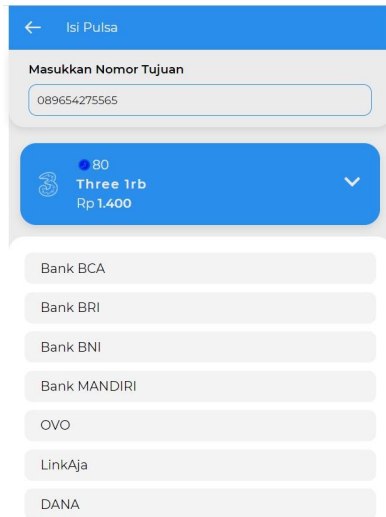 Isi Pulsa
Masukkan Nomor Tujuan
089654275565
80
Three 1rb
Rp 1.400
Bank BCA
Bank BRI
Bank BNI
Bank MANDIRI
OVO
LinkAja
DANA